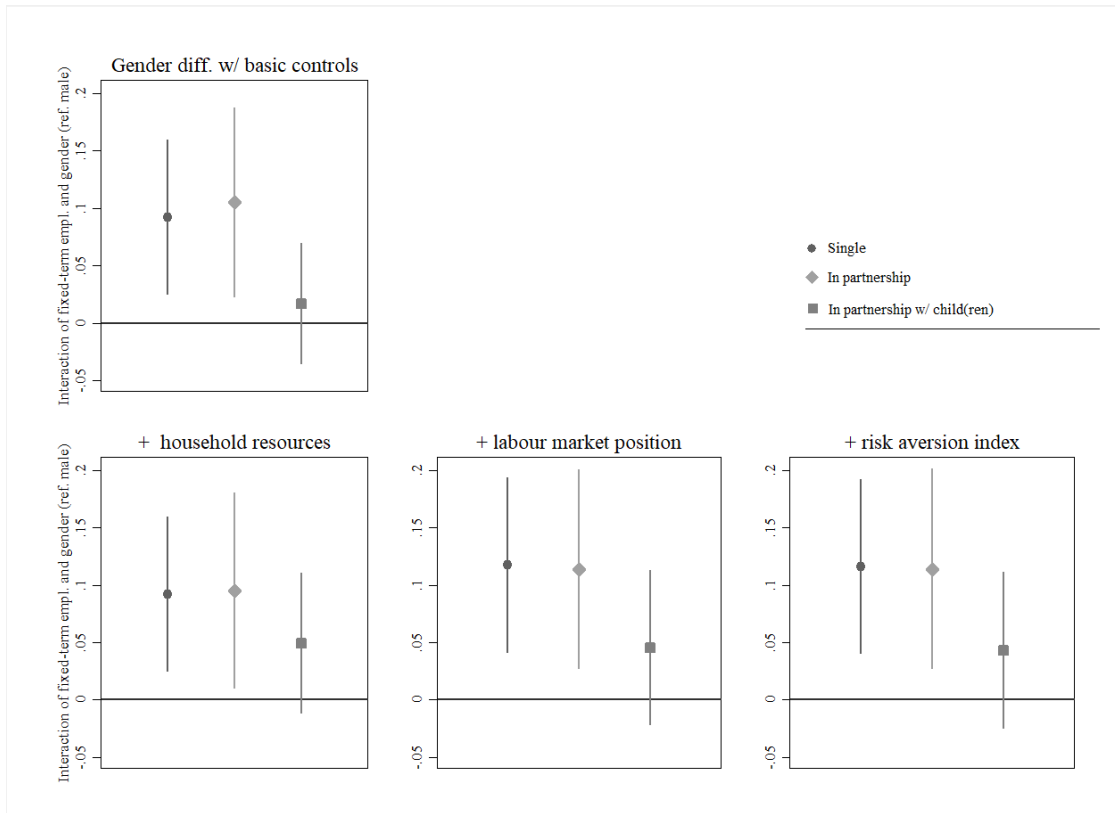 Gender diff. w/ basic controls
Interaction of fixed-term empl. and gender (ref. male)
.2
.15
.1
.05
0
-.05
Single
In partnership
In partnership w/ child(ren)
+ household resources
Interaction of fixed-term empl. and gender (ref. male)
.2
.15
.1
.05
0
-.05
+ labour market position
.2
.15
.1
.05
0
-.05
+ risk aversion index
.2
.15
.1
.05
0
-.05